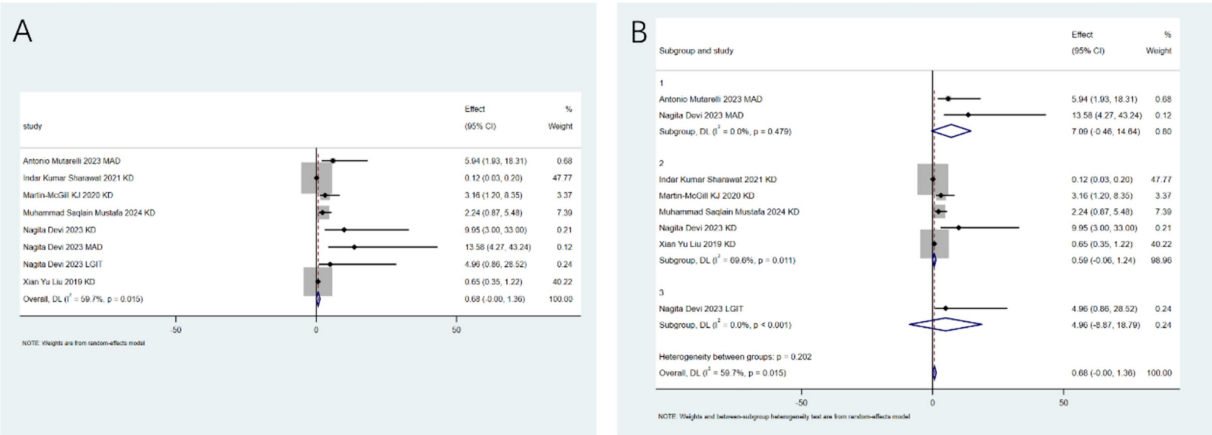 A
Effect %
study (95% CI) Weight
Antonio Mutarelli 2023 MAD 5.94 (1.93, 18.31) 0.68
Indar Kumar Sharawat 2021 KD 0.12 (0.03, 0.20) 47.77
Martin-McGill KJ 2020 KD 3.16 (1.20, 8.35) 3.37
Muhammad Saqlain Mustafa 2024 KD 2.24 (0.87, 5.48) 7.39
Nagita Devi 2023 KD 9.95 (3.00, 33.00) 0.21
Nagita Devi 2023 MAD 13.58 (4.27, 43.24) 0.12
Nagita Devi 2023 LGIT 4.96 (0.86, 28.52) 0.24
Xian Yu Liu 2019 KD 0.65 (0.35, 1.22) 40.22
Overall, DL (I² = 59.7%, p = 0.015) 0.68 (-0.00, 1.36) 100.00
-50 0 50
NOTE: Weights are from random-effects model
B
Effect %
Subgroup and study (95% CI) Weight
1
Antonio Mutarelli 2023 MAD 5.94 (1.93, 18.31) 0.68
Nagita Devi 2023 MAD 13.58 (4.27, 43.24) 0.12
Subgroup, DL (I² = 0.0%, p = 0.479) 7.09 (-0.46, 14.64) 0.80
2
Indar Kumar Sharawat 2021 KD 0.12 (0.03, 0.20) 47.77
Martin-McGill KJ 2020 KD 3.16 (1.20, 8.35) 3.37
Muhammad Saqlain Mustafa 2024 KD 2.24 (0.87, 5.48) 7.39
Nagita Devi 2023 KD 9.95 (3.00, 33.00) 0.21
Xian Yu Liu 2019 KD 0.65 (0.35, 1.22) 40.22
Subgroup, DL (I² = 69.6%, p = 0.011) 0.59 (-0.06, 1.24) 98.96
3
Nagita Devi 2023 LGIT 4.96 (0.86, 28.52) 0.24
Subgroup, DL (I² = 0.0%, p < 0.001) 4.96 (-8.87, 18.79) 0.24
Heterogeneity between groups: p = 0.202
Overall, DL (I² = 59.7%, p = 0.015) 0.68 (-0.00, 1.36) 100.00
-50 0 50
NOTE: Weights and between-subgroup heterogeneity test are from random-effects model